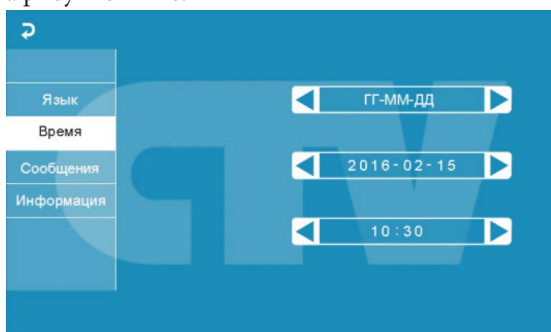 Язык
Время
Сообщения
Информация
ГГ-ММ-ДД
2016-02-15
10:30